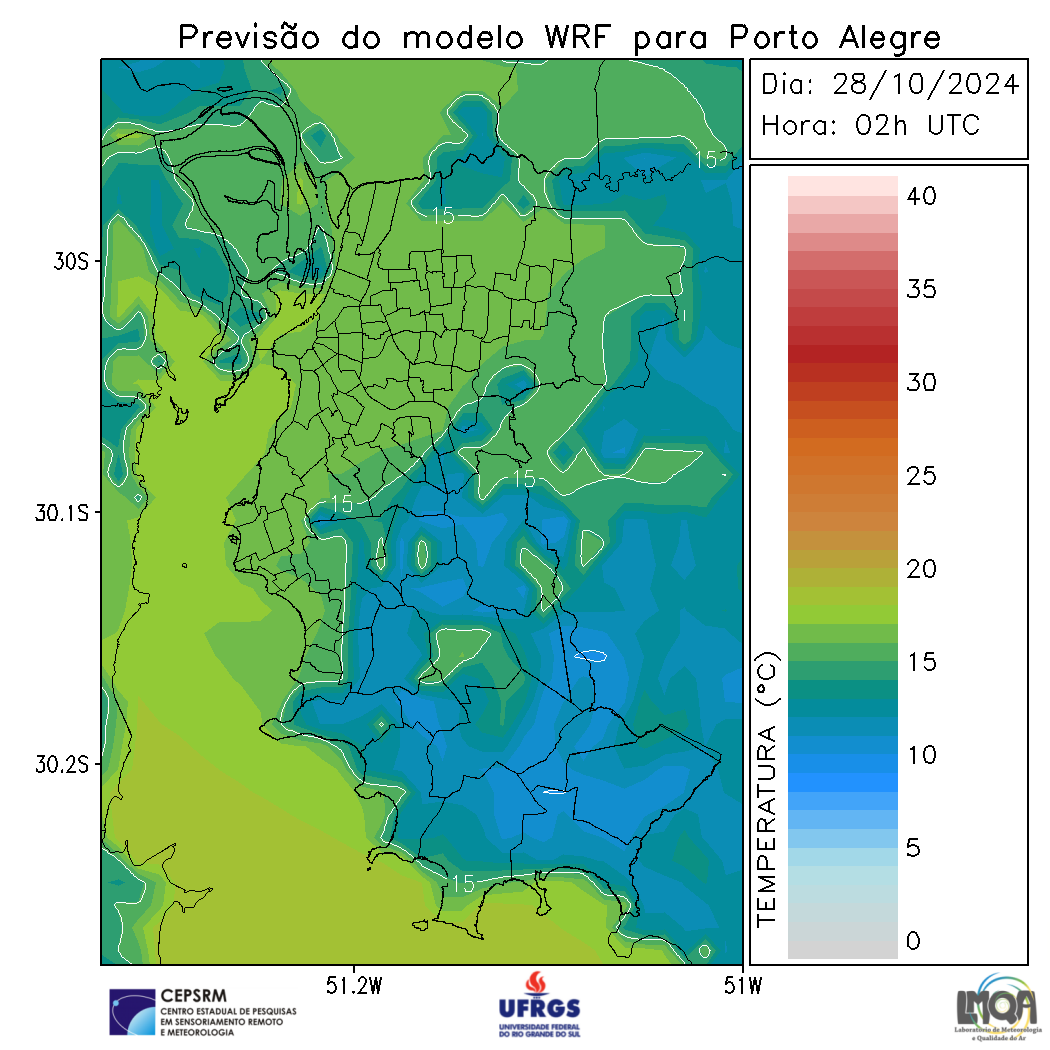 Previsão do modelo WRF para Porto Alegre
Dia: 28/10/2024
Hora: 02h UTC
30S
30.1S
30.2S
51.2W
51W
15
152
15
15
15
TEMPERATURA (°C)
40
35
30
25
20
15
10
5
0
CEPSRM
CENTRO ESTADUAL DE PESQUISAS
EM SENSORIAMENTO REMOTO
E METEOROLOGIA
UFRGS
UNIVERSIDADE FEDERAL
DO RIO GRANDE DO SUL
LMQA
Laboratório de Meteorologia
e Qualidade do Ar